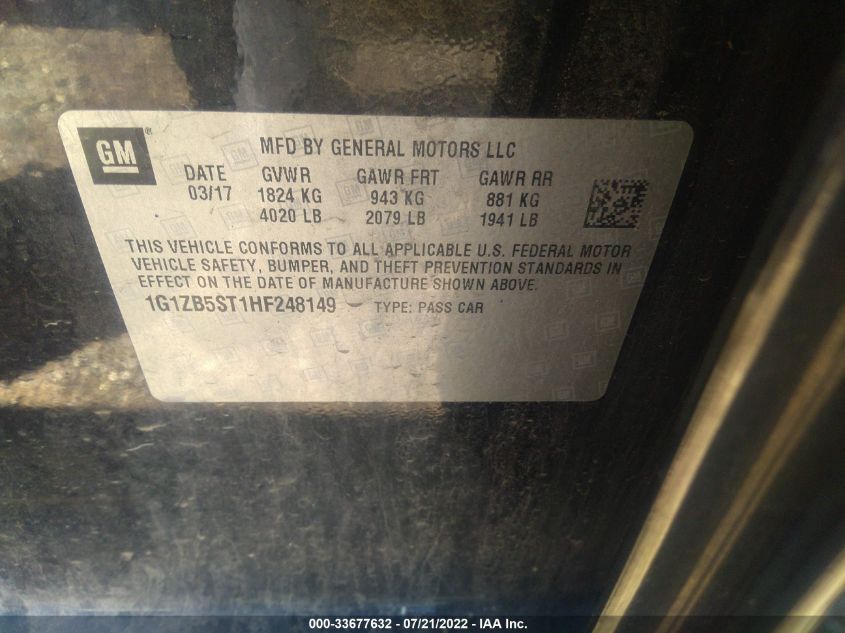 GM ®
MFD BY GENERAL MOTORS LLC
DATE GVWR GAWR FRT GAWR RR
03/17 1824 KG 943 KG 881 KG
4020 LB 2079 LB 1941 LB
THIS VEHICLE CONFORMS TO ALL APPLICABLE U.S. FEDERAL MOTOR
VEHICLE SAFETY, BUMPER, AND THEFT PREVENTION STANDARDS IN
EFFECT ON THE DATE OF MANUFACTURE SHOWN ABOVE.
1G1ZB5ST1HF248149 TYPE: PASS CAR
000-33677632 - 07/21/2022 - IAA Inc.